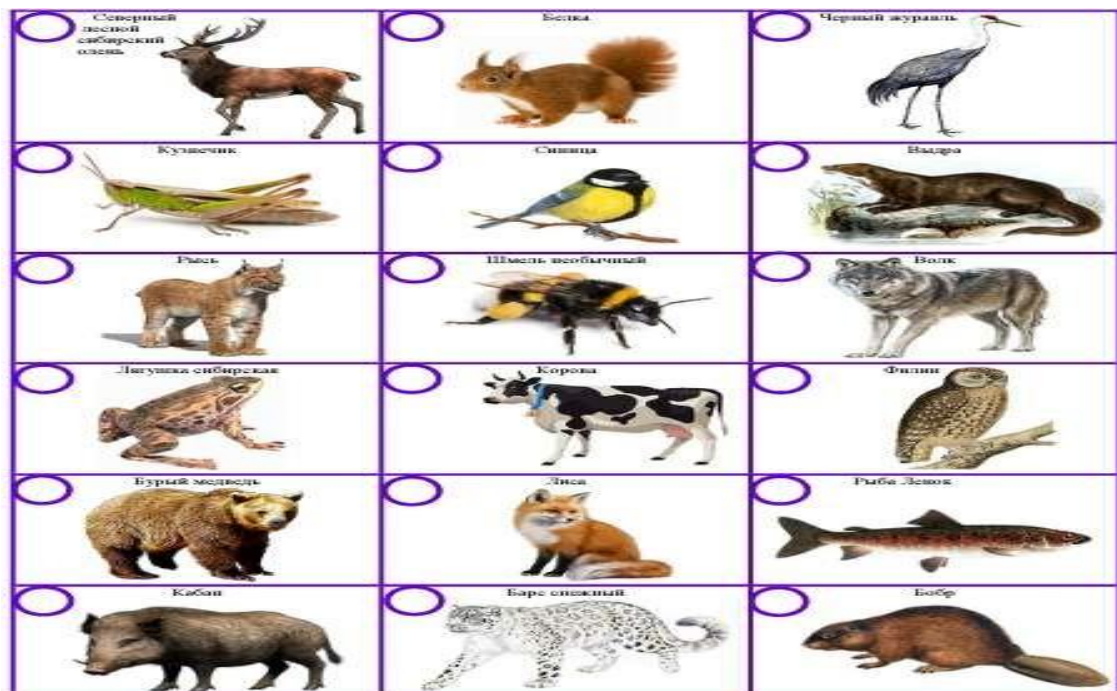 Северный
лесной
сибирский
олень
Белка
Черный журавль
Кузнечик
Синица
Выдра
Рысь
Шмель необычный
Волк
Лягушка сибирская
Корова
Филин
Бурый медведь
Лиса
Рыба Ленок
Кабан
Барс снежный
Бобр